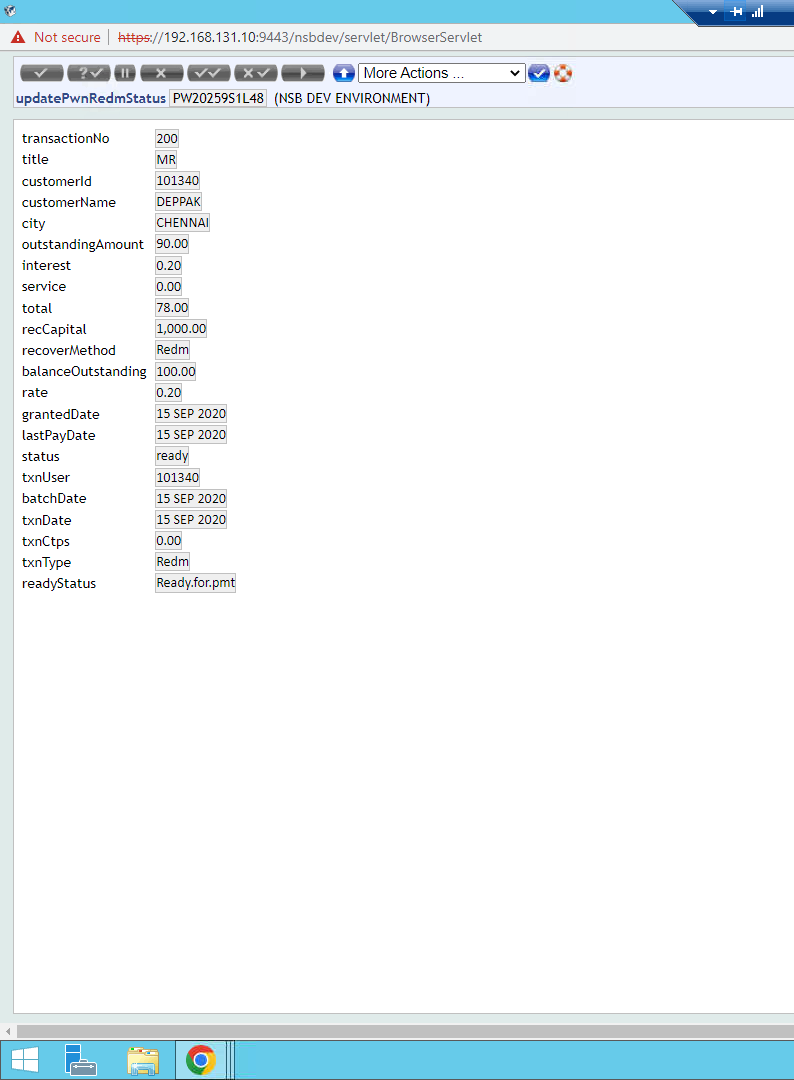 Not secure https://192.168.131.10:9443/nsbdev/servlet/BrowserServlet
More Actions ...
updatePwnRedmStatus PW20259S1L48 (NSB DEV ENVIRONMENT)
transactionNo 200
title MR
customerId 101340
customerName DEPPAK
city CHENNAI
outstandingAmount 90.00
interest 0.20
service 0.00
total 78.00
recCapital 1,000.00
recoverMethod Redm
balanceOutstanding 100.00
rate 0.20
grantedDate 15 SEP 2020
lastPayDate 15 SEP 2020
status ready
txnUser 101340
batchDate 15 SEP 2020
txnDate 15 SEP 2020
txnCtps 0.00
txnType Redm
readyStatus Ready.for.pmt